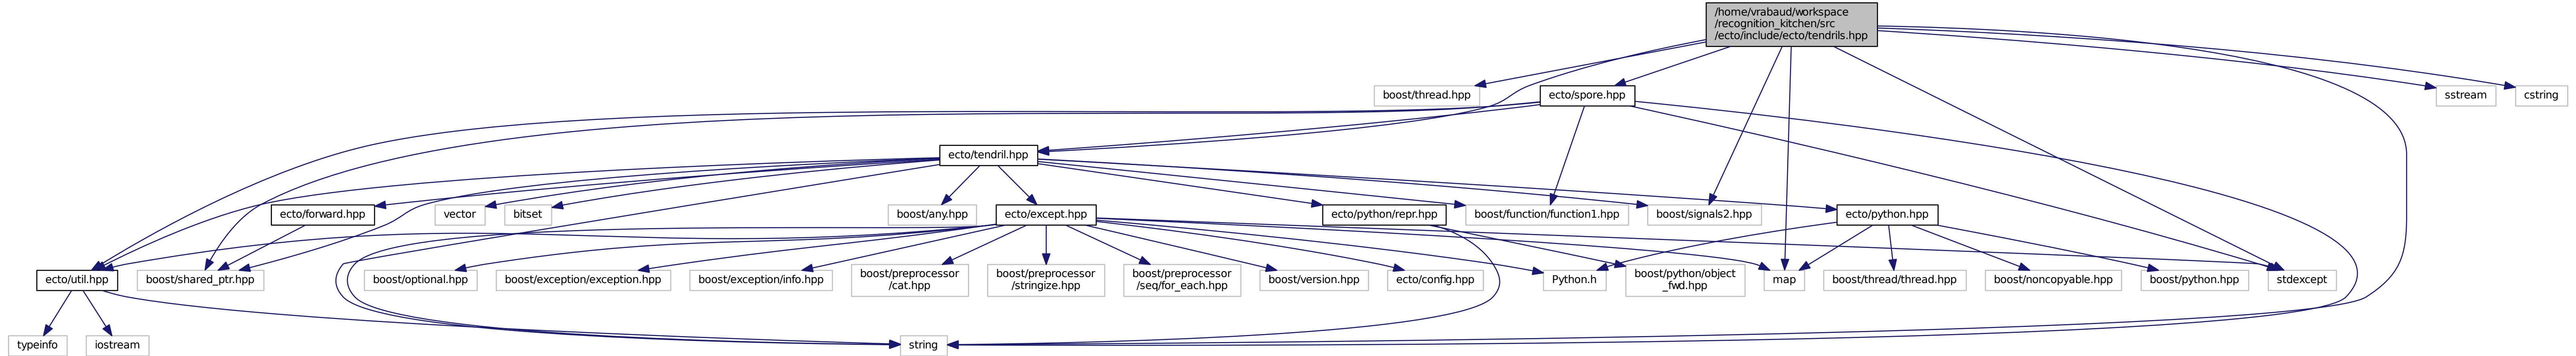 /home/vrabaud/workspace
/recognition_kitchen/src
/ecto/include/ecto/tendrils.hpp
boost/thread.hpp
ecto/spore.hpp
sstream
cstring
ecto/tendril.hpp
ecto/forward.hpp
vector
bitset
boost/any.hpp
ecto/except.hpp
ecto/python/repr.hpp
boost/function/function1.hpp
boost/signals2.hpp
ecto/python.hpp
ecto/util.hpp
boost/shared_ptr.hpp
boost/optional.hpp
boost/exception/exception.hpp
boost/exception/info.hpp
boost/preprocessor
/cat.hpp
boost/preprocessor
/stringize.hpp
boost/preprocessor
/seq/for_each.hpp
boost/version.hpp
ecto/config.hpp
Python.h
boost/python/object
_fwd.hpp
map
boost/thread/thread.hpp
boost/noncopyable.hpp
boost/python.hpp
stdexcept
typeinfo
iostream
string